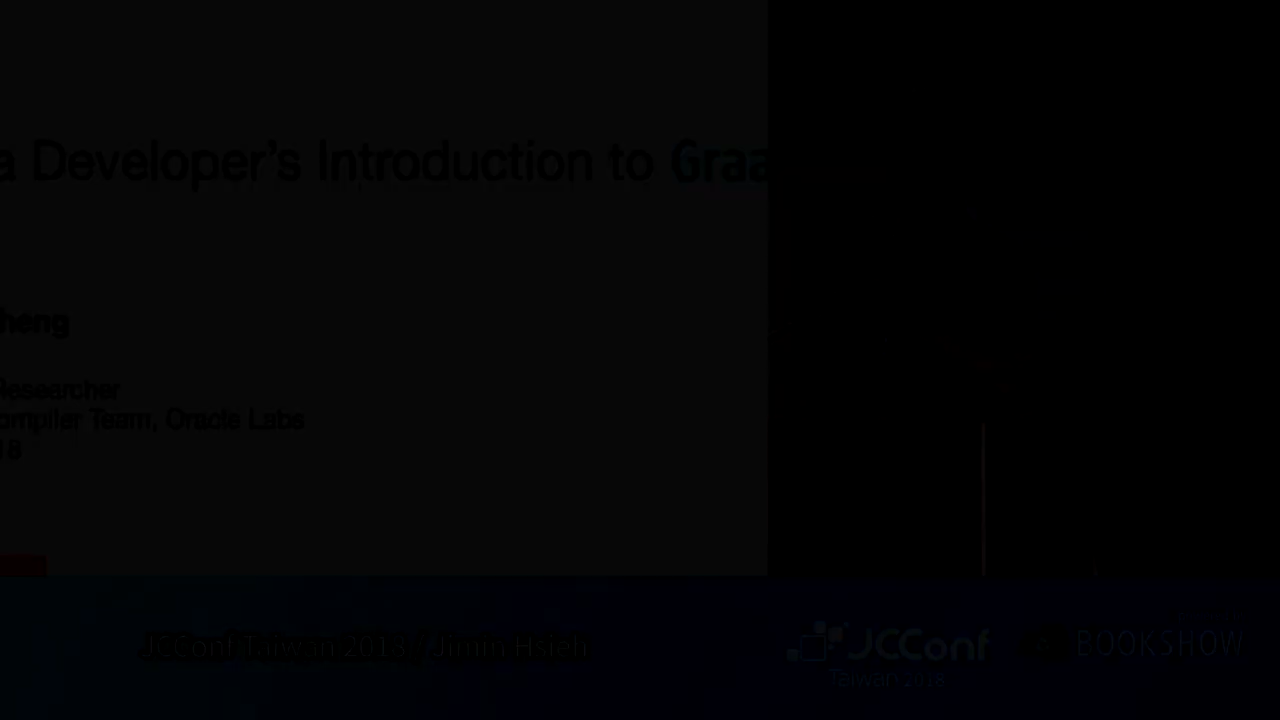 a Developer's Introduction to Graa
heng
Researcher
ompiler Team, Oracle Labs
18
JCConf Taiwan 2018 / Jimin Hsieh
JCConf
Taiwan 2018
BOOKSHOW